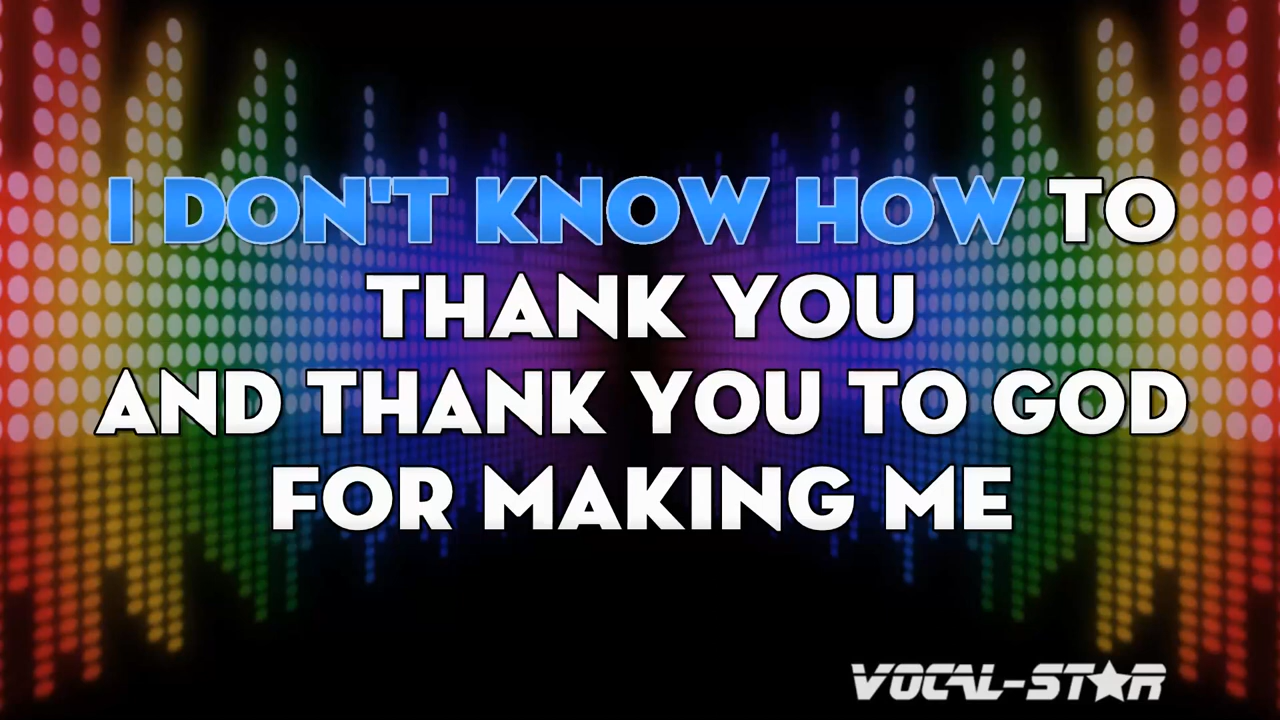 I DON'T KNOW HOW TO
THANK YOU
AND THANK YOU TO GOD
FOR MAKING ME
VOCAL-STAR